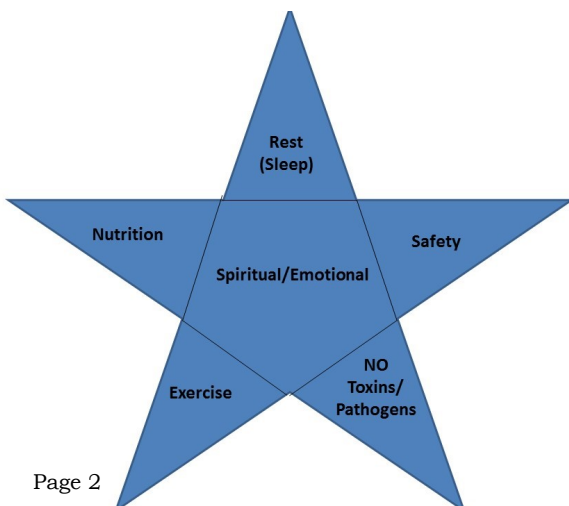 Rest
(Sleep)
Nutrition
Safety
Spiritual/Emotional
Exercise
NO
Toxins/
Pathogens
Page 2